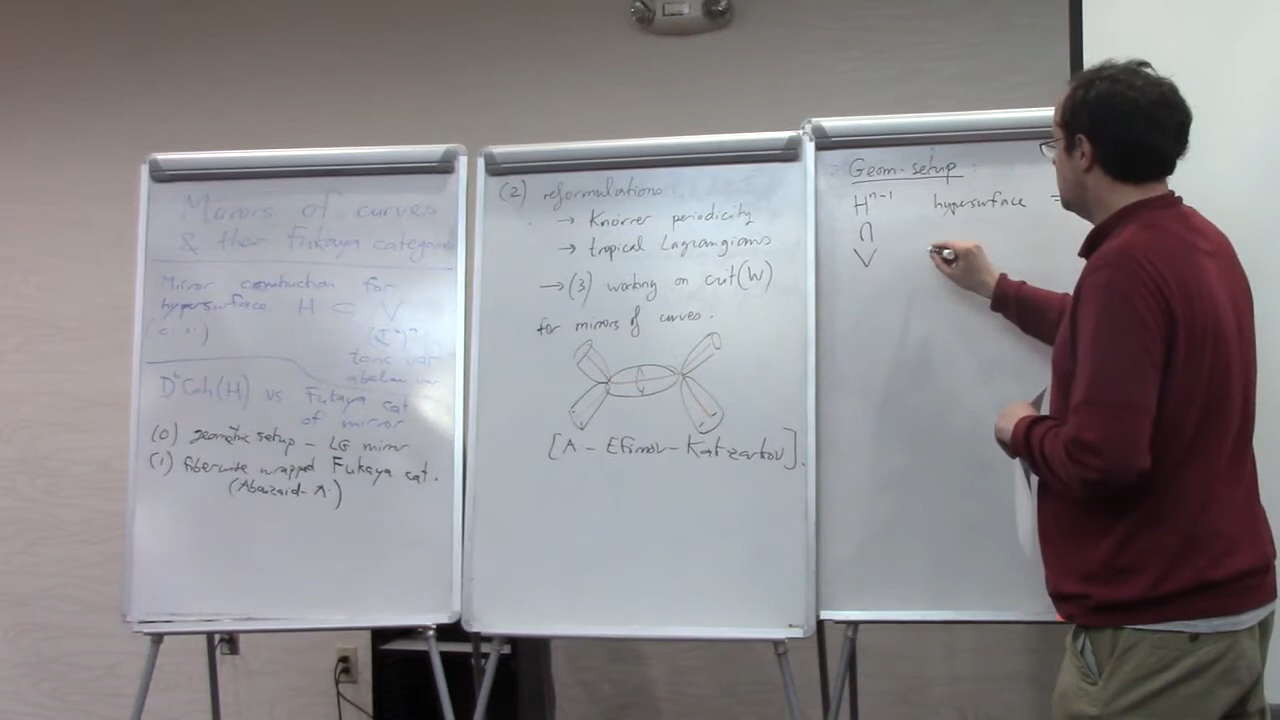 Mirrors of curves
& their Fukaya categories
Mirror construction for
hypersurface H ⊂ V
(C*)ⁿ
toric var
abelian var
DᵇCoh(H) vs Fukaya cat
of mirror
(0) geometric setup – LG mirror
(1) fiberwise wrapped Fukaya cat.
(Abouzaid-A.)
(2) reformulations
→ Knörrer periodicity
→ tropical Lagrangians
→ (3) working on crit(W)
for mirrors of curves.
[A – Efimov – Katzarkov].
Geom. setup.
Hⁿ⁻¹ hypersurface =
∩
V